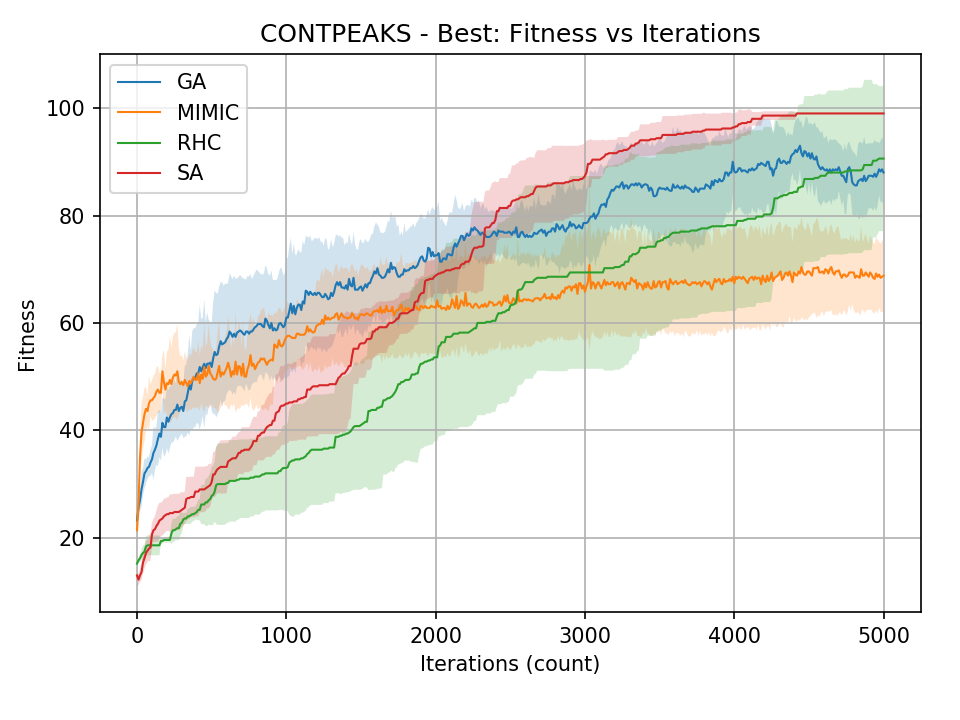 CONTPEAKS - Best: Fitness vs Iterations
GA
MIMIC
RHC
SA
100
80
60
40
20
Fitness
0 1000 2000 3000 4000 5000
Iterations (count)